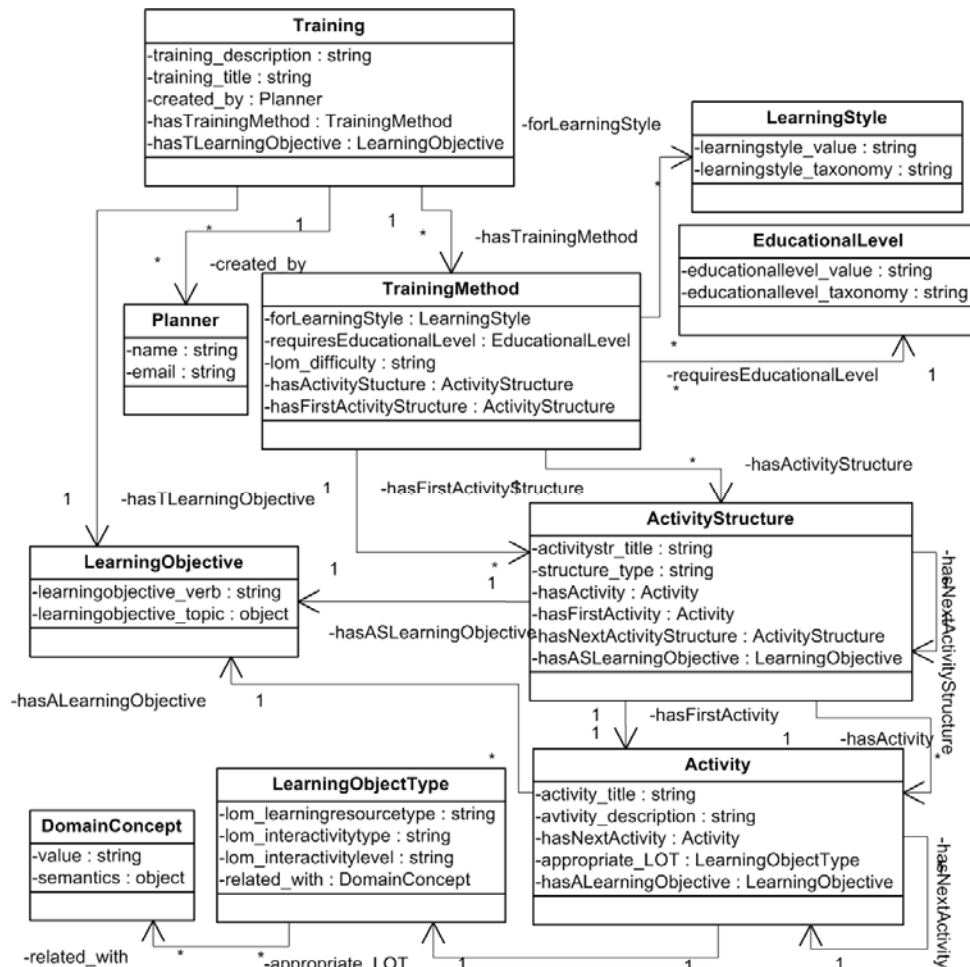 Training
-training_description : string
-training_title : string
-created_by : Planner
-hasTrainingMethod : TrainingMethod
-hasTLearningObjective : LearningObjective
-forLearningStyle
*
LearningStyle
-learningstyle_value : string
-learningstyle_taxonomy : string
*
1
1
*
*
-created_by
-hasTrainingMethod
EducationalLevel
-educationallevel_value : string
-educationallevel_taxonomy : string
Planner
-name : string
-email : string
TrainingMethod
-forLearningStyle : LearningStyle
-requiresEducationalLevel : EducationalLevel
-lom_difficulty : string
-hasActivityStucture : ActivityStructure
-hasFirstActivityStructure : ActivityStructure
*
-requiresEducationalLevel
1
*
1
-hasTLearningObjective
1
-hasFirstActivityStructure
1
*
-hasActivityStructure
LearningObjective
-learningobjective_verb : string
-learningobjective_topic : object
1
*
1
-hasASLearningObjective
ActivityStructure
-activitystr_title : string
-structure_type : string
-hasActivity : Activity
-hasFirstActivity : Activity
-hasNextActivityStructure : ActivityStructure
-hasASLearningObjective : LearningObjective
-hasNextActivityStructure
-hasALearningObjective
1
1
1
-hasFirstActivity
1
-hasActivity
*
*
DomainConcept
-value : string
-semantics : object
LearningObjectType
-lom_learningresourcetype : string
-lom_interactivitytype : string
-lom_interactivitylevel : string
-related_with : DomainConcept
Activity
-activity_title : string
-avtivity_description : string
-hasNextActivity : Activity
-appropriate_LOT : LearningObjectType
-hasALearningObjective : LearningObjective
-hasNextActivity
-related_with
*
*
-appropriate_LOT
1
1
1